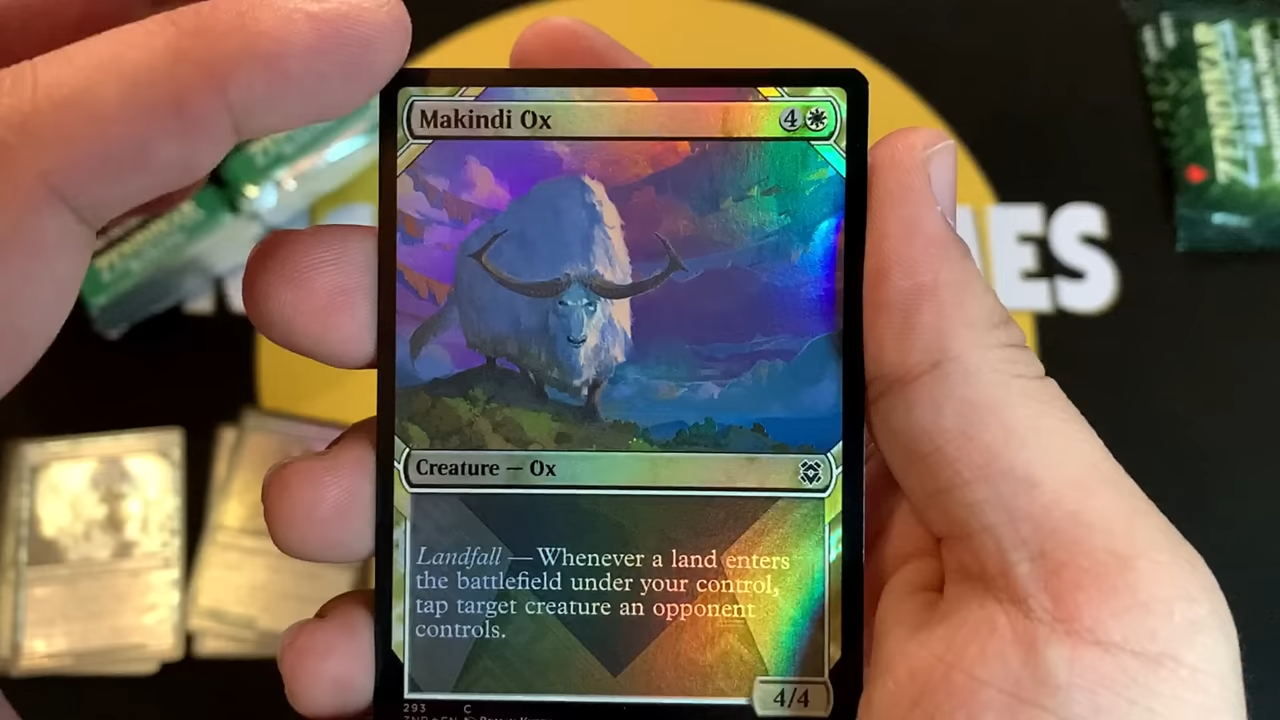 Makindi Ox 4
Creature — Ox
Landfall — Whenever a land enters
the battlefield under your control,
tap target creature an opponent
controls.
4/4
293 C